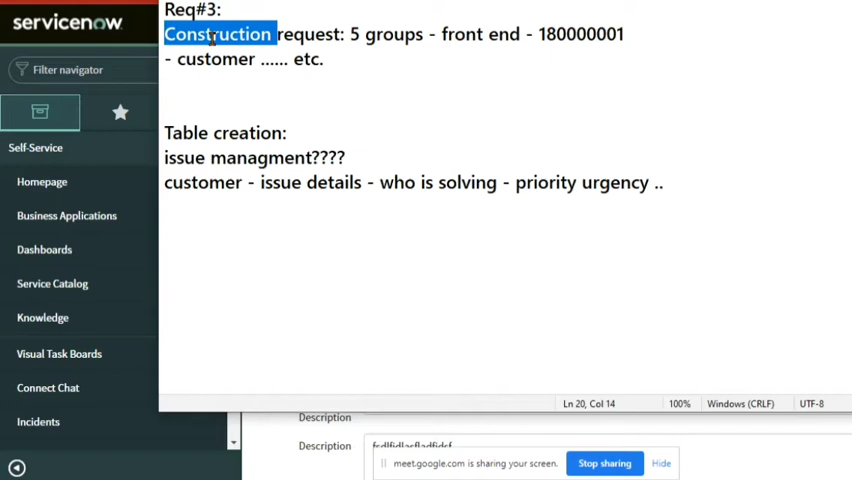 servicenow
Filter navigator
Self-Service
Homepage
Business Applications
Dashboards
Service Catalog
Knowledge
Visual Task Boards
Connect Chat
Incidents
Req#3:
Construction request: 5 groups - front end - 180000001
- customer ...... etc.
Table creation:
issue managment????
customer - issue details - who is solving - priority urgency ..
Ln 20, Col 14
100%
Windows (CRLF)
UTF-8
Description
Description
meet.google.com is sharing your screen.
Stop sharing
Hide